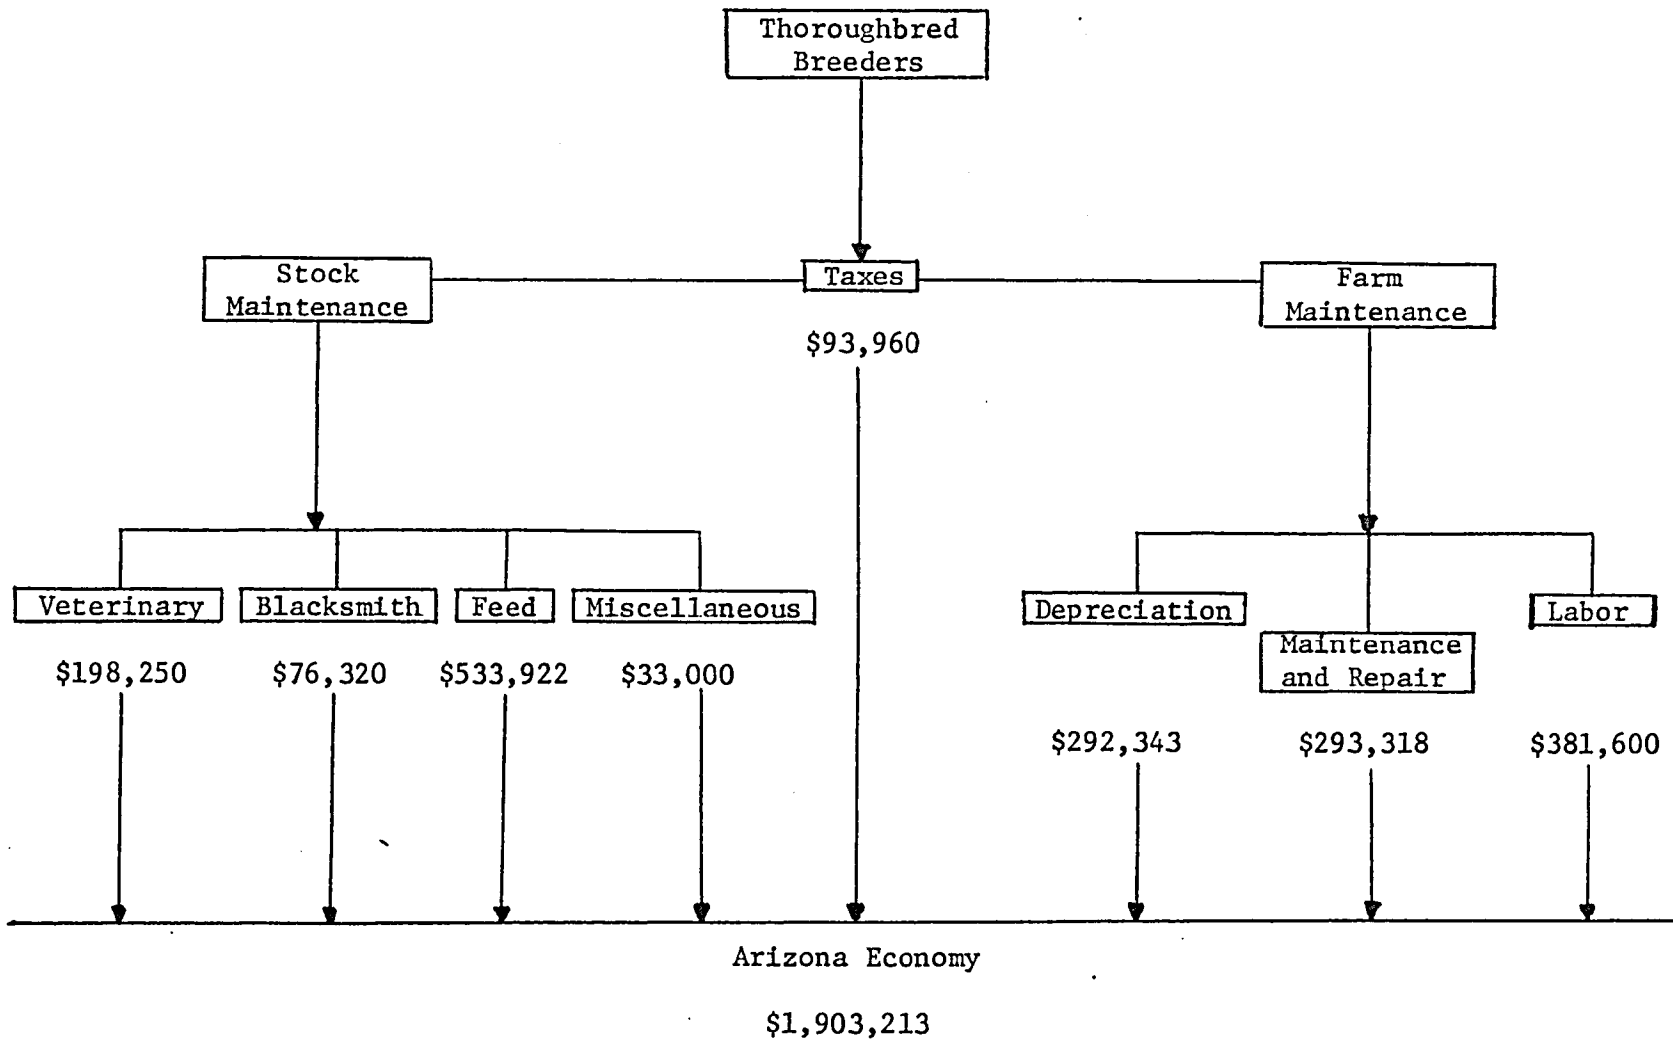 Thoroughbred
Breeders
Stock
Maintenance
Taxes
Farm
Maintenance
$93,960
Veterinary
Blacksmith
Feed
Miscellaneous
Depreciation
Maintenance
and Repair
Labor
$198,250
$76,320
$533,922
$33,000
$292,343
$293,318
$381,600
Arizona Economy
$1,903,213